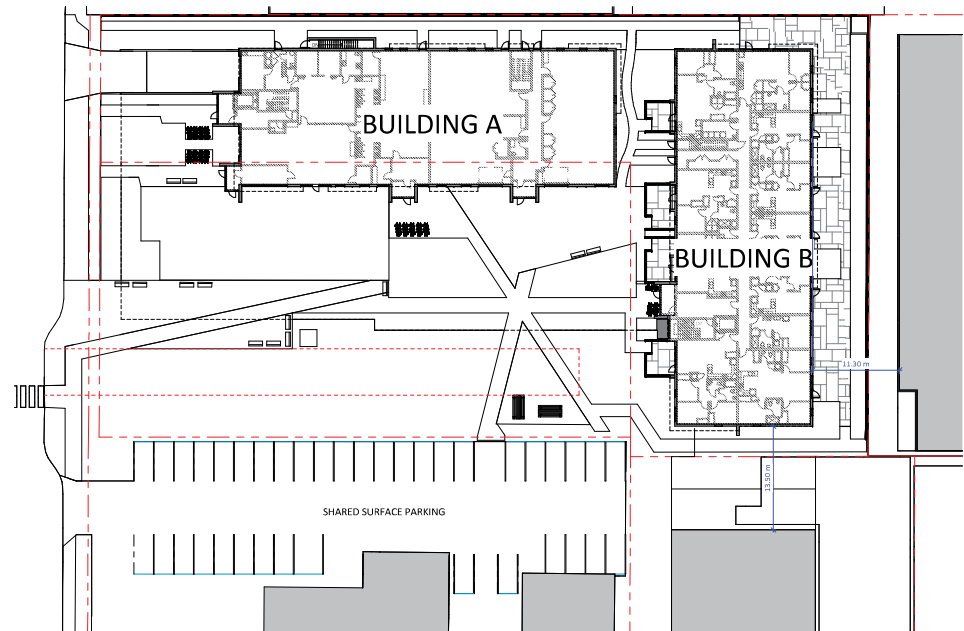 BUILDING A
BUILDING B
11.30 m
13.50 m
SHARED SURFACE PARKING